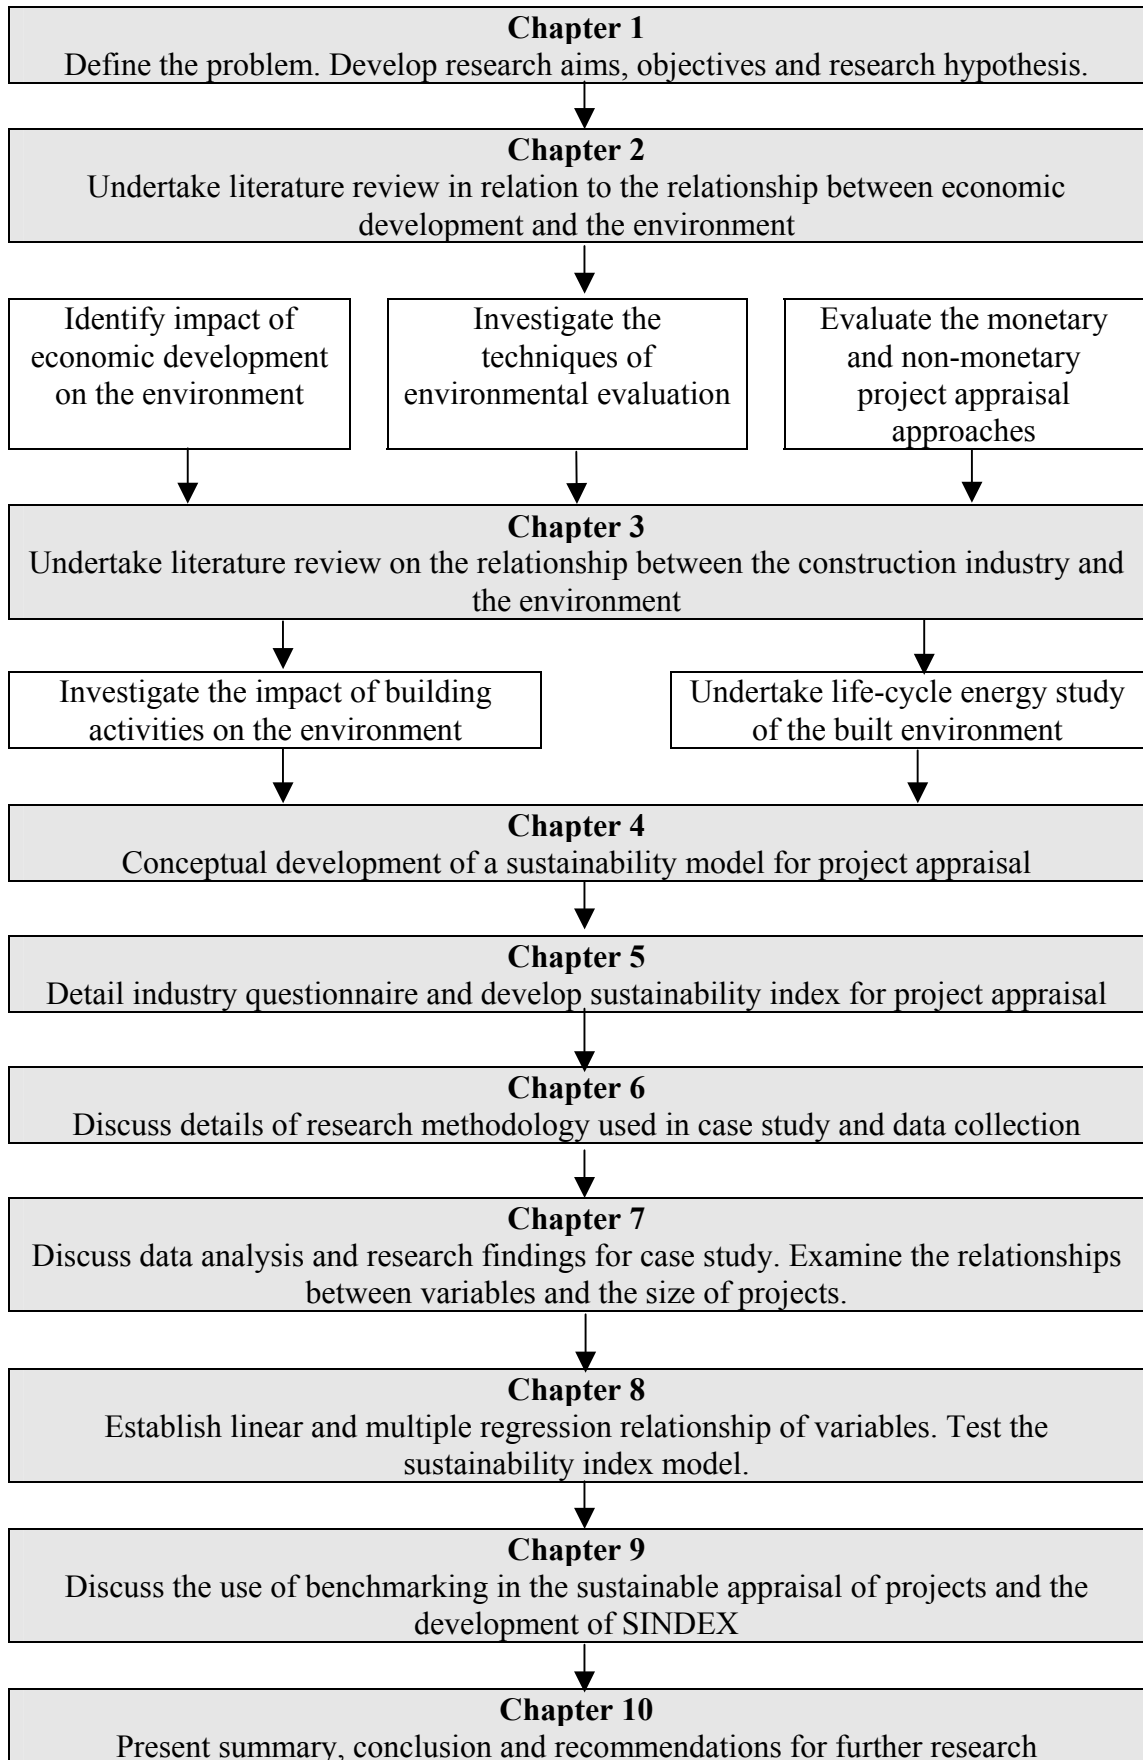 Chapter 1
Define the problem. Develop research aims, objectives and research hypothesis.
Chapter 2
Undertake literature review in relation to the relationship between economic
development and the environment
Identify impact of
economic development
on the environment
Investigate the
techniques of
environmental evaluation
Evaluate the monetary
and non-monetary
project appraisal
approaches
Chapter 3
Undertake literature review on the relationship between the construction industry and
the environment
Investigate the impact of building
activities on the environment
Undertake life-cycle energy study
of the built environment
Chapter 4
Conceptual development of a sustainability model for project appraisal
Chapter 5
Detail industry questionnaire and develop sustainability index for project appraisal
Chapter 6
Discuss details of research methodology used in case study and data collection
Chapter 7
Discuss data analysis and research findings for case study. Examine the relationships
between variables and the size of projects.
Chapter 8
Establish linear and multiple regression relationship of variables. Test the
sustainability index model.
Chapter 9
Discuss the use of benchmarking in the sustainable appraisal of projects and the
development of SINDEX
Chapter 10
Present summary, conclusion and recommendations for further research